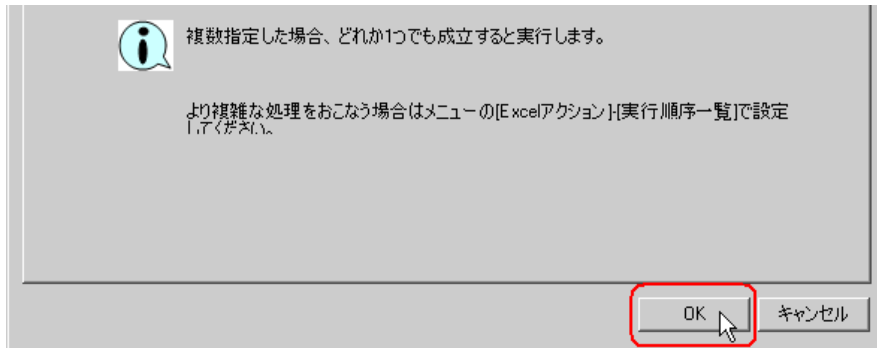 複数指定した場合、どれか1つでも成立すると実行します。
より複雑な処理をおこなう場合はメニューの[Excelアクション]-[実行順序一覧]で設定
してください。
OK
キャンセル